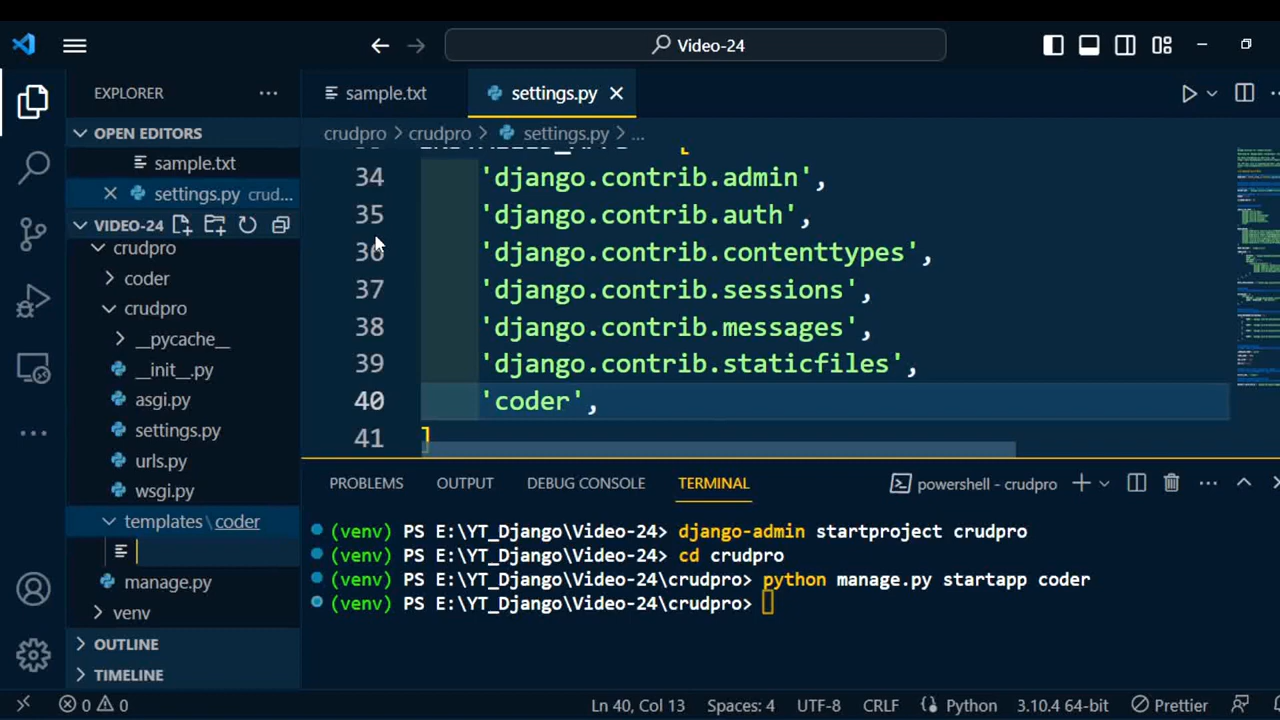 Video-24
EXPLORER
sample.txt
settings.py
OPEN EDITORS
crudpro > crudpro > settings.py > ...
sample.txt
settings.py crud...
VIDEO-24
crudpro
coder
crudpro
__pycache__
__init__.py
asgi.py
settings.py
urls.py
wsgi.py
templates\coder
manage.py
venv
OUTLINE
TIMELINE
34 'django.contrib.admin',
35 'django.contrib.auth',
36 'django.contrib.contenttypes',
37 'django.contrib.sessions',
38 'django.contrib.messages',
39 'django.contrib.staticfiles',
40 'coder',
41 ]
PROBLEMS OUTPUT DEBUG CONSOLE TERMINAL powershell - crudpro
(venv) PS E:\YT_Django\Video-24> django-admin startproject crudpro
(venv) PS E:\YT_Django\Video-24> cd crudpro
(venv) PS E:\YT_Django\Video-24\crudpro> python manage.py startapp coder
(venv) PS E:\YT_Django\Video-24\crudpro>
0 0 Ln 40, Col 13 Spaces: 4 UTF-8 CRLF Python 3.10.4 64-bit Prettier